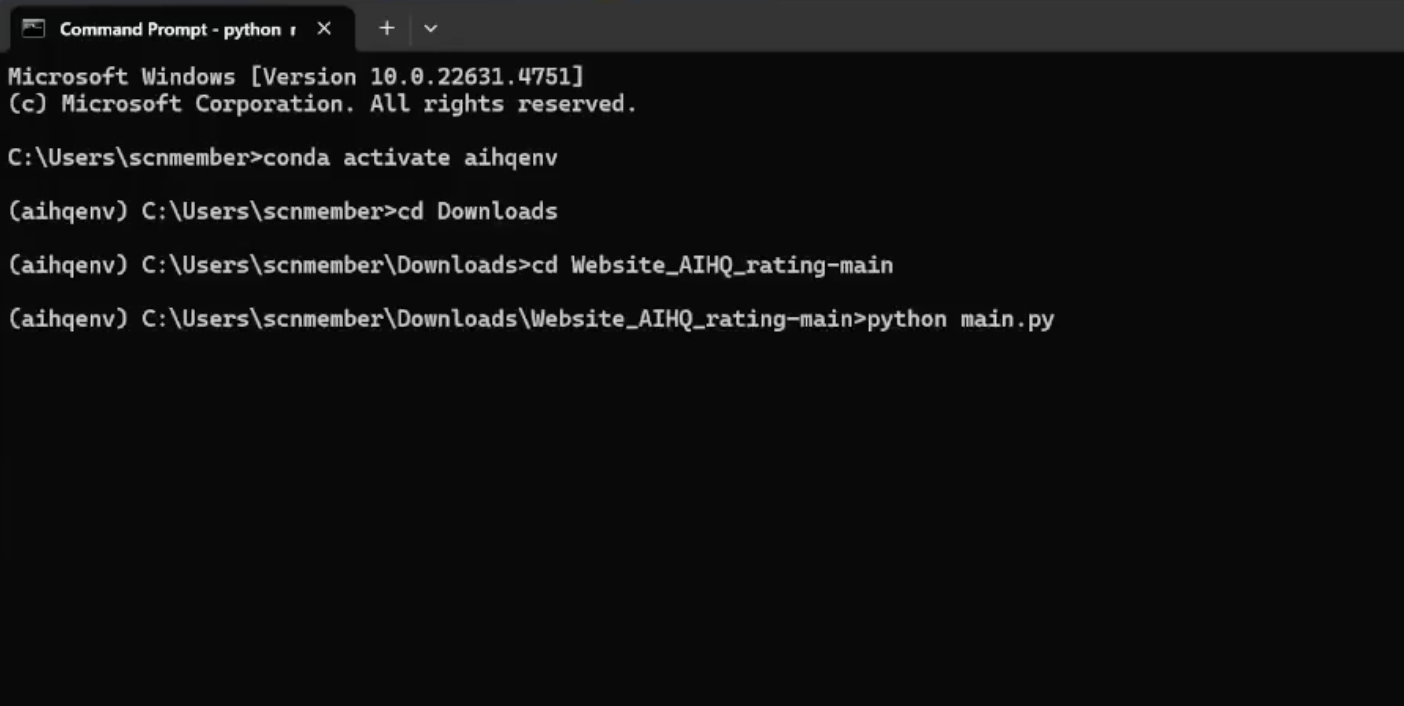 Command Prompt - python
Microsoft Windows [Version 10.0.22631.4751]
(c) Microsoft Corporation. All rights reserved.
C:\Users\scnmember>conda activate aihqenv
(aihqenv) C:\Users\scnmember>cd Downloads
(aihqenv) C:\Users\scnmember\Downloads>cd Website_AIHQ_rating-main
(aihqenv) C:\Users\scnmember\Downloads\Website_AIHQ_rating-main>python main.py